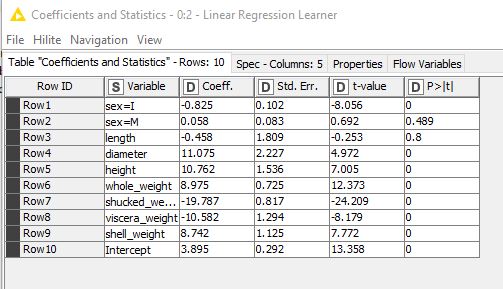 Coefficients and Statistics - 0:2 - Linear Regression Learner
File Hilite Navigation View
Table "Coefficients and Statistics" - Rows: 10 Spec - Columns: 5 Properties Flow Variables
Row ID S Variable D Coeff. D Std. Err. D t-value D P>|t|
Row1 sex=I -0.825 0.102 -8.056 0
Row2 sex=M 0.058 0.083 0.692 0.489
Row3 length -0.458 1.809 -0.253 0.8
Row4 diameter 11.075 2.227 4.972 0
Row5 height 10.762 1.536 7.005 0
Row6 whole_weight 8.975 0.725 12.373 0
Row7 shucked_we... -19.787 0.817 -24.209 0
Row8 viscera_weight -10.582 1.294 -8.179 0
Row9 shell_weight 8.742 1.125 7.772 0
Row10 Intercept 3.895 0.292 13.358 0